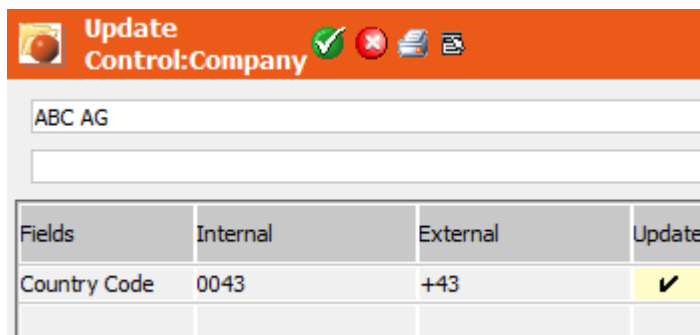 Update
Control:Company
ABC AG
Fields Internal External Update
Country Code 0043 +43 ✔